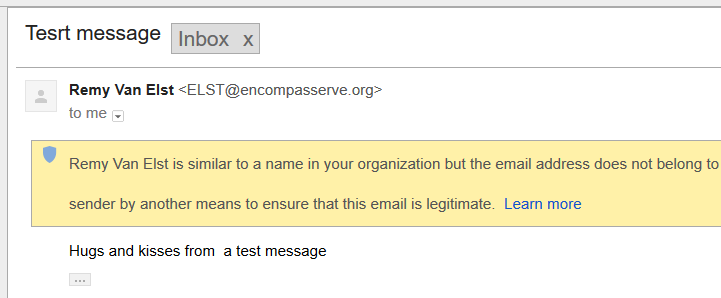 Tesrt message Inbox x
Remy Van Elst <ELST@encompasserve.org>
to me
Remy Van Elst is similar to a name in your organization but the email address does not belong to
sender by another means to ensure that this email is legitimate. Learn more
Hugs and kisses from a test message
...